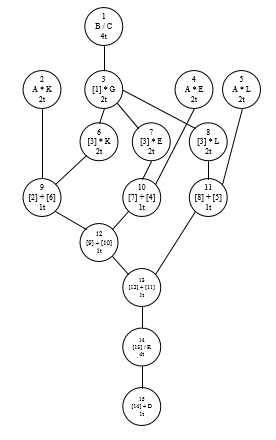 1
B / C
4t
2
A * K
2t
3
[1] * G
2t
4
A * E
2t
5
A * L
2t
6
[3] * K
2t
7
[3] * E
2t
8
[3] * L
2t
9
[2] + [6]
1t
10
[7] + [4]
1t
11
[8] + [5]
1t
12
[9] + [10]
1t
13
[12] + [11]
1t
14
[13] / R
4t
15
[14] + D
1t